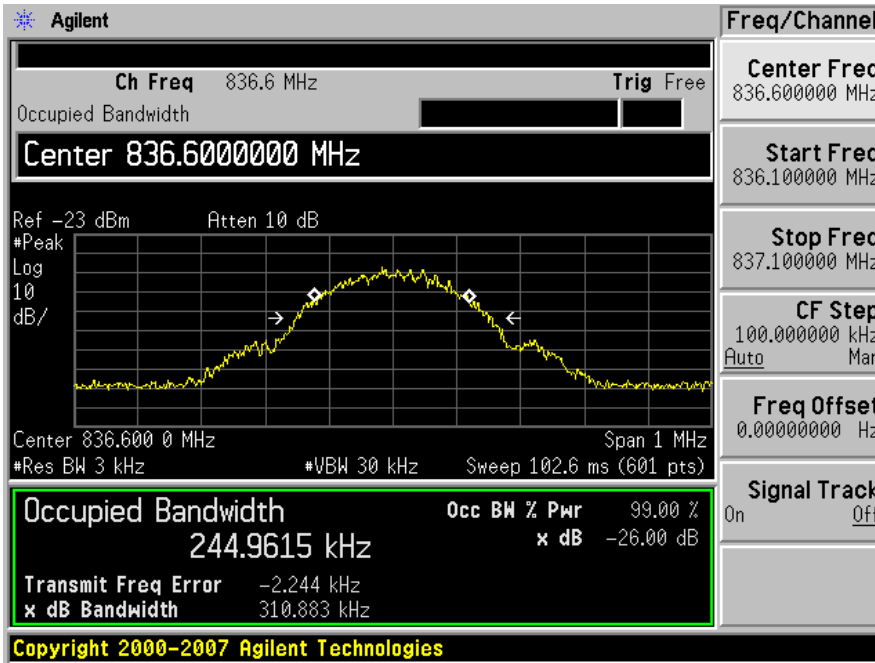 Agilent
Freq/Channel
Ch Freq 836.6 MHz Trig Free
Occupied Bandwidth
Center 836.6000000 MHz
Ref -23 dBm Atten 10 dB
#Peak
Log
10
dB/
Center 836.600 0 MHz Span 1 MHz
#Res BW 3 kHz #VBW 30 kHz Sweep 102.6 ms (601 pts)
Occupied Bandwidth
244.9615 kHz
Occ BW % Pwr 99.00 %
x dB -26.00 dB
Transmit Freq Error -2.244 kHz
x dB Bandwidth 310.883 kHz
Center Freq
836.600000 MHz
Start Freq
836.100000 MHz
Stop Freq
837.100000 MHz
CF Step
100.000000 kHz
Auto Man
Freq Offset
0.00000000 Hz
Signal Track
On Off
Copyright 2000-2007 Agilent Technologies